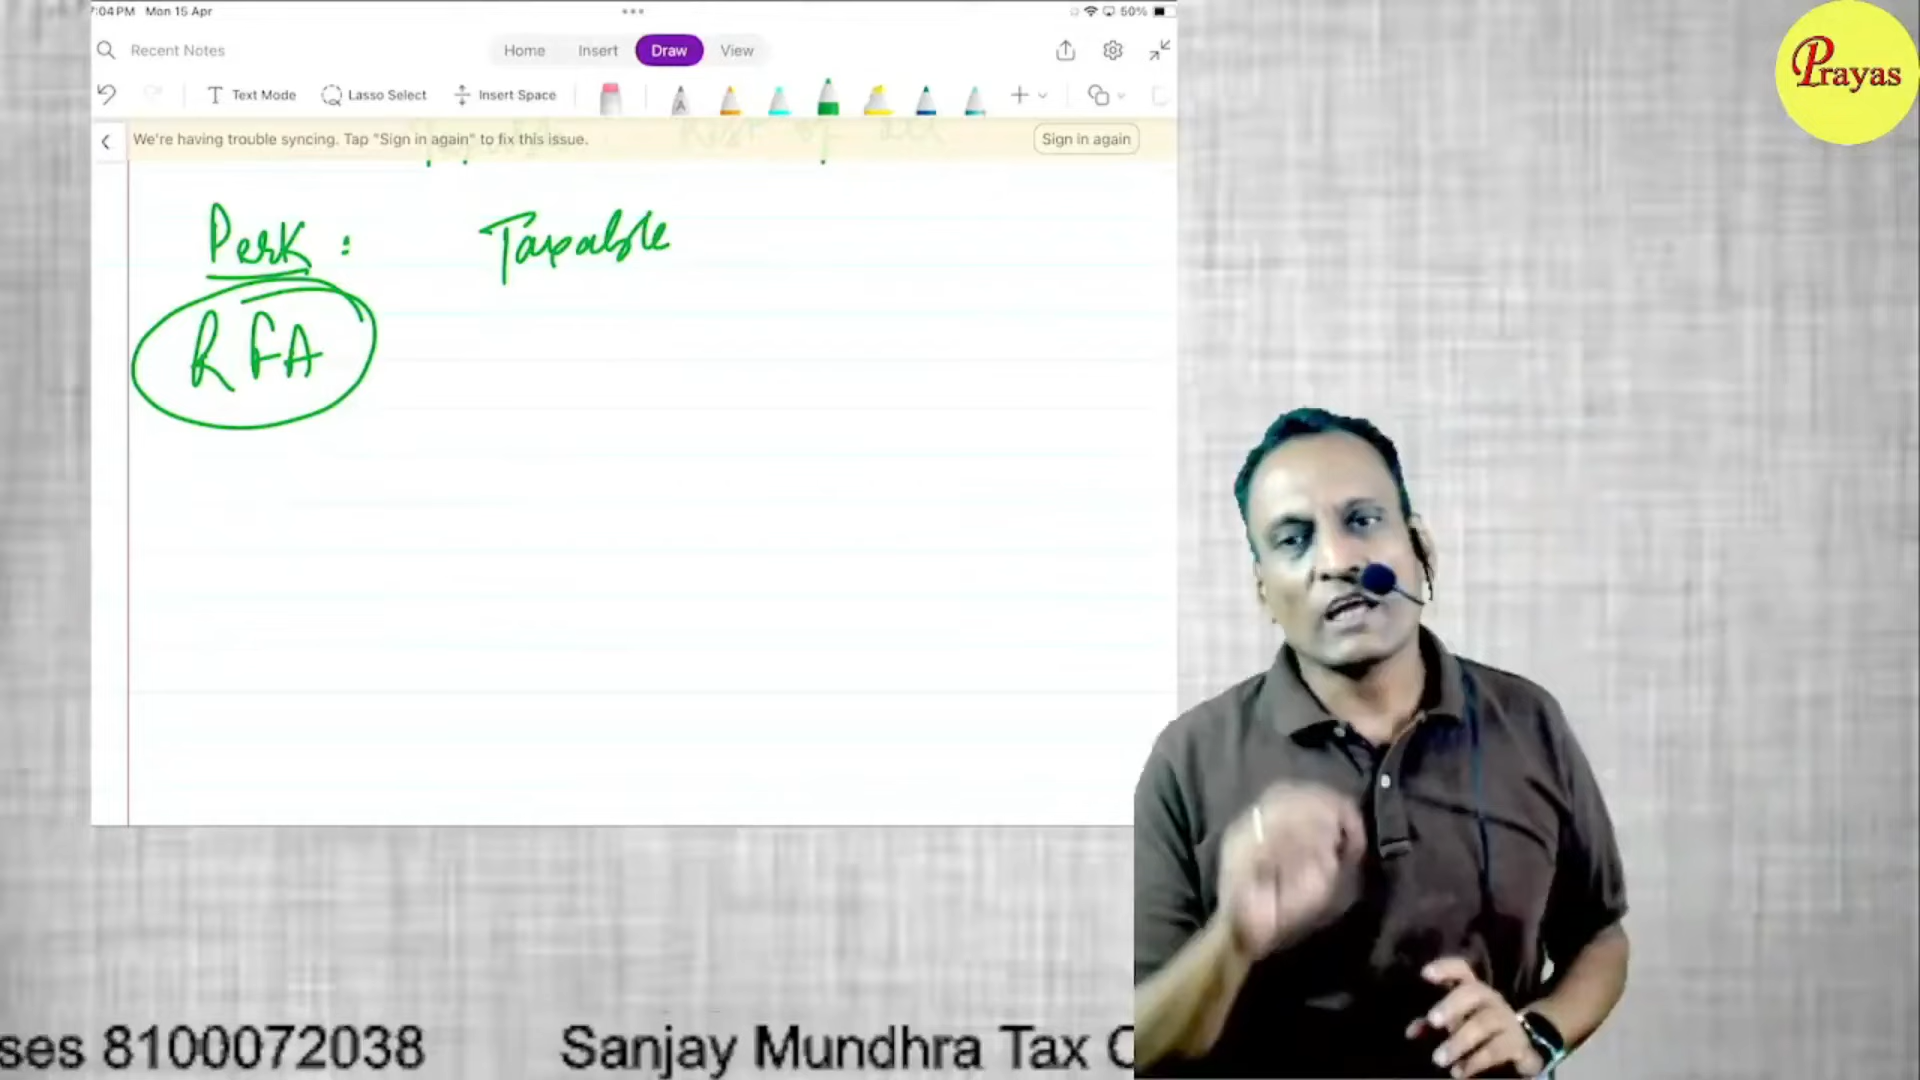 7:04 PM Mon 15 Apr
50%
Prayas
Recent Notes
Home Insert Draw View
Text Mode Lasso Select Insert Space
We're having trouble syncing. Tap "Sign in again" to fix this issue.
Sign in again
Perk : Taxable
RFA
ses 8100072038 Sanjay Mundhra Tax C